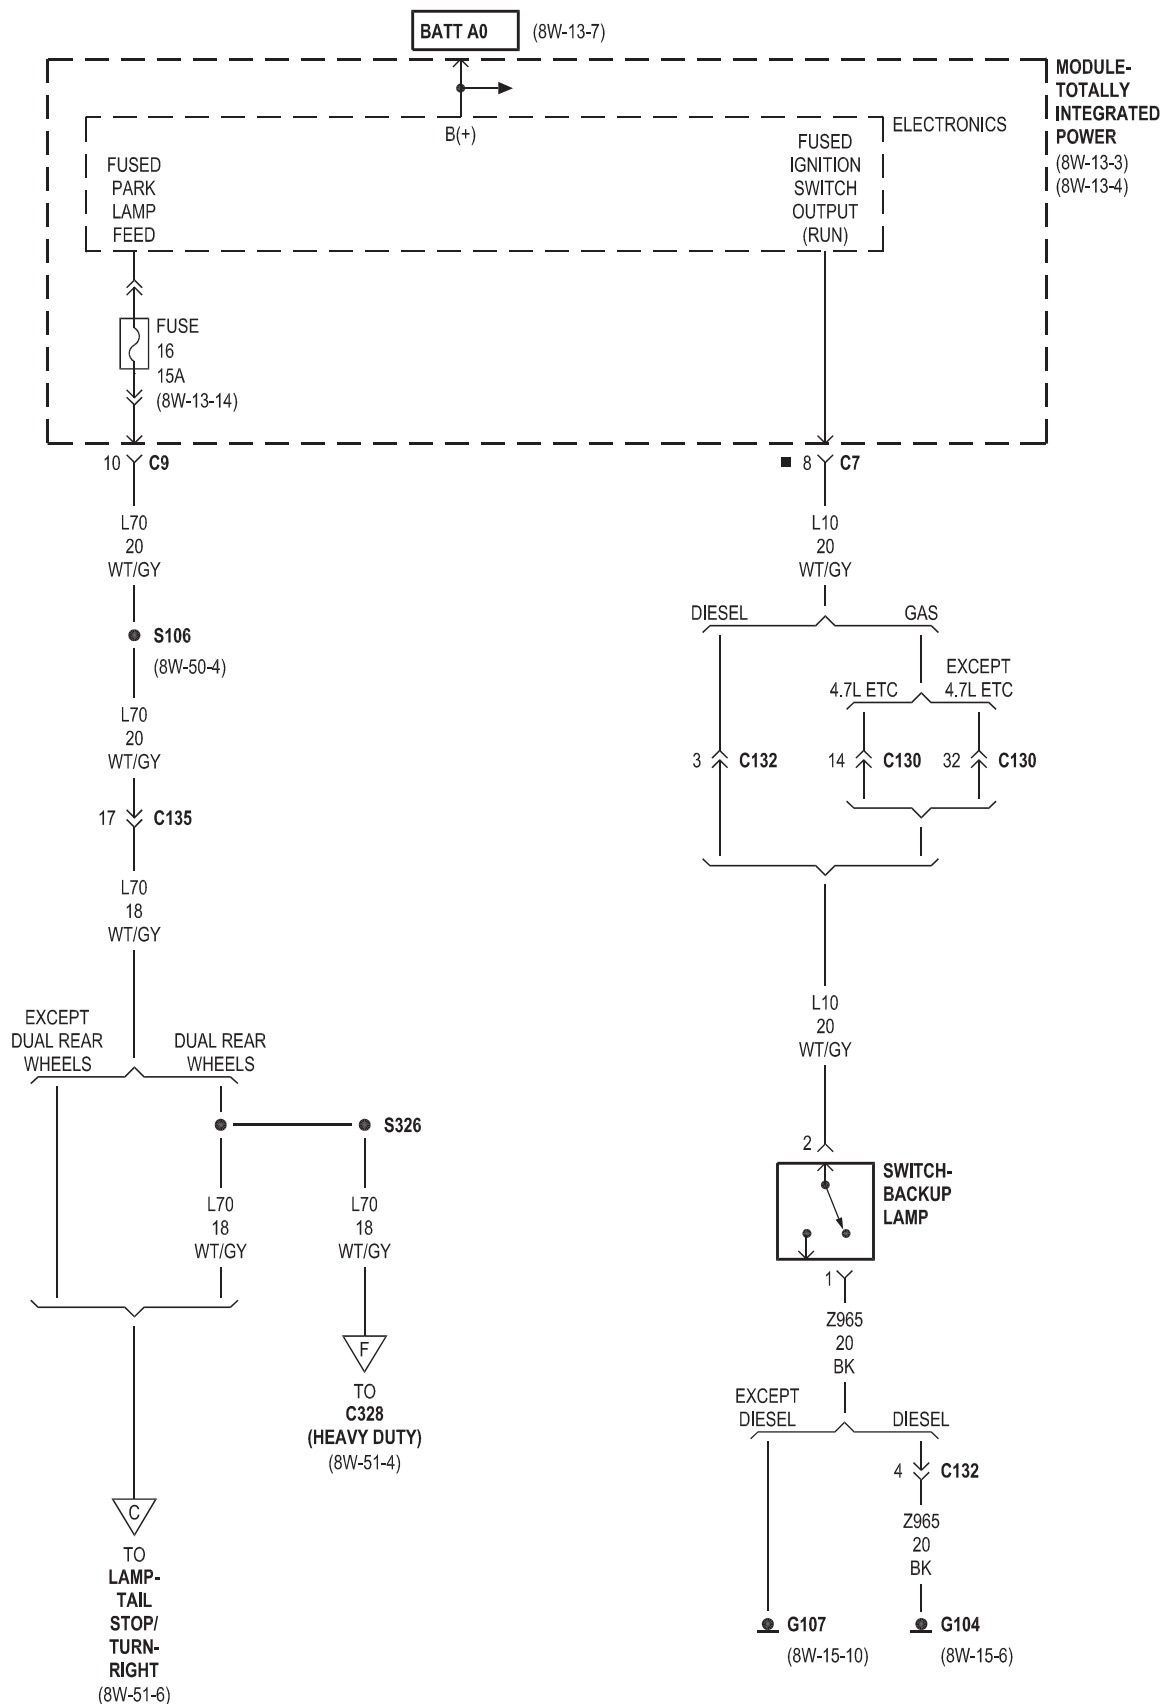 BATT A0 (8W-13-7)
MODULE-
TOTALLY
INTEGRATED
POWER
(8W-13-3)
(8W-13-4)
ELECTRONICS
B(+)
FUSED
PARK
LAMP
FEED
FUSED
IGNITION
SWITCH
OUTPUT
(RUN)
FUSE
16
15A
(8W-13-14)
10 C9
8 C7
L70
20
WT/GY
L10
20
WT/GY
S106
(8W-50-4)
DIESEL
GAS
4.7L ETC
EXCEPT
4.7L ETC
L70
20
WT/GY
3 C132
14 C130
32 C130
17 C135
L70
18
WT/GY
L10
20
WT/GY
EXCEPT
DUAL REAR
WHEELS
DUAL REAR
WHEELS
S326
2
SWITCH-
BACKUP
LAMP
L70
18
WT/GY
L70
18
WT/GY
1
Z965
20
BK
F
TO
C328
(HEAVY DUTY)
(8W-51-4)
EXCEPT
DIESEL
DIESEL
4 C132
Z965
20
BK
C
TO
LAMP-
TAIL
STOP/
TURN-
RIGHT
(8W-51-6)
G107
(8W-15-10)
G104
(8W-15-6)